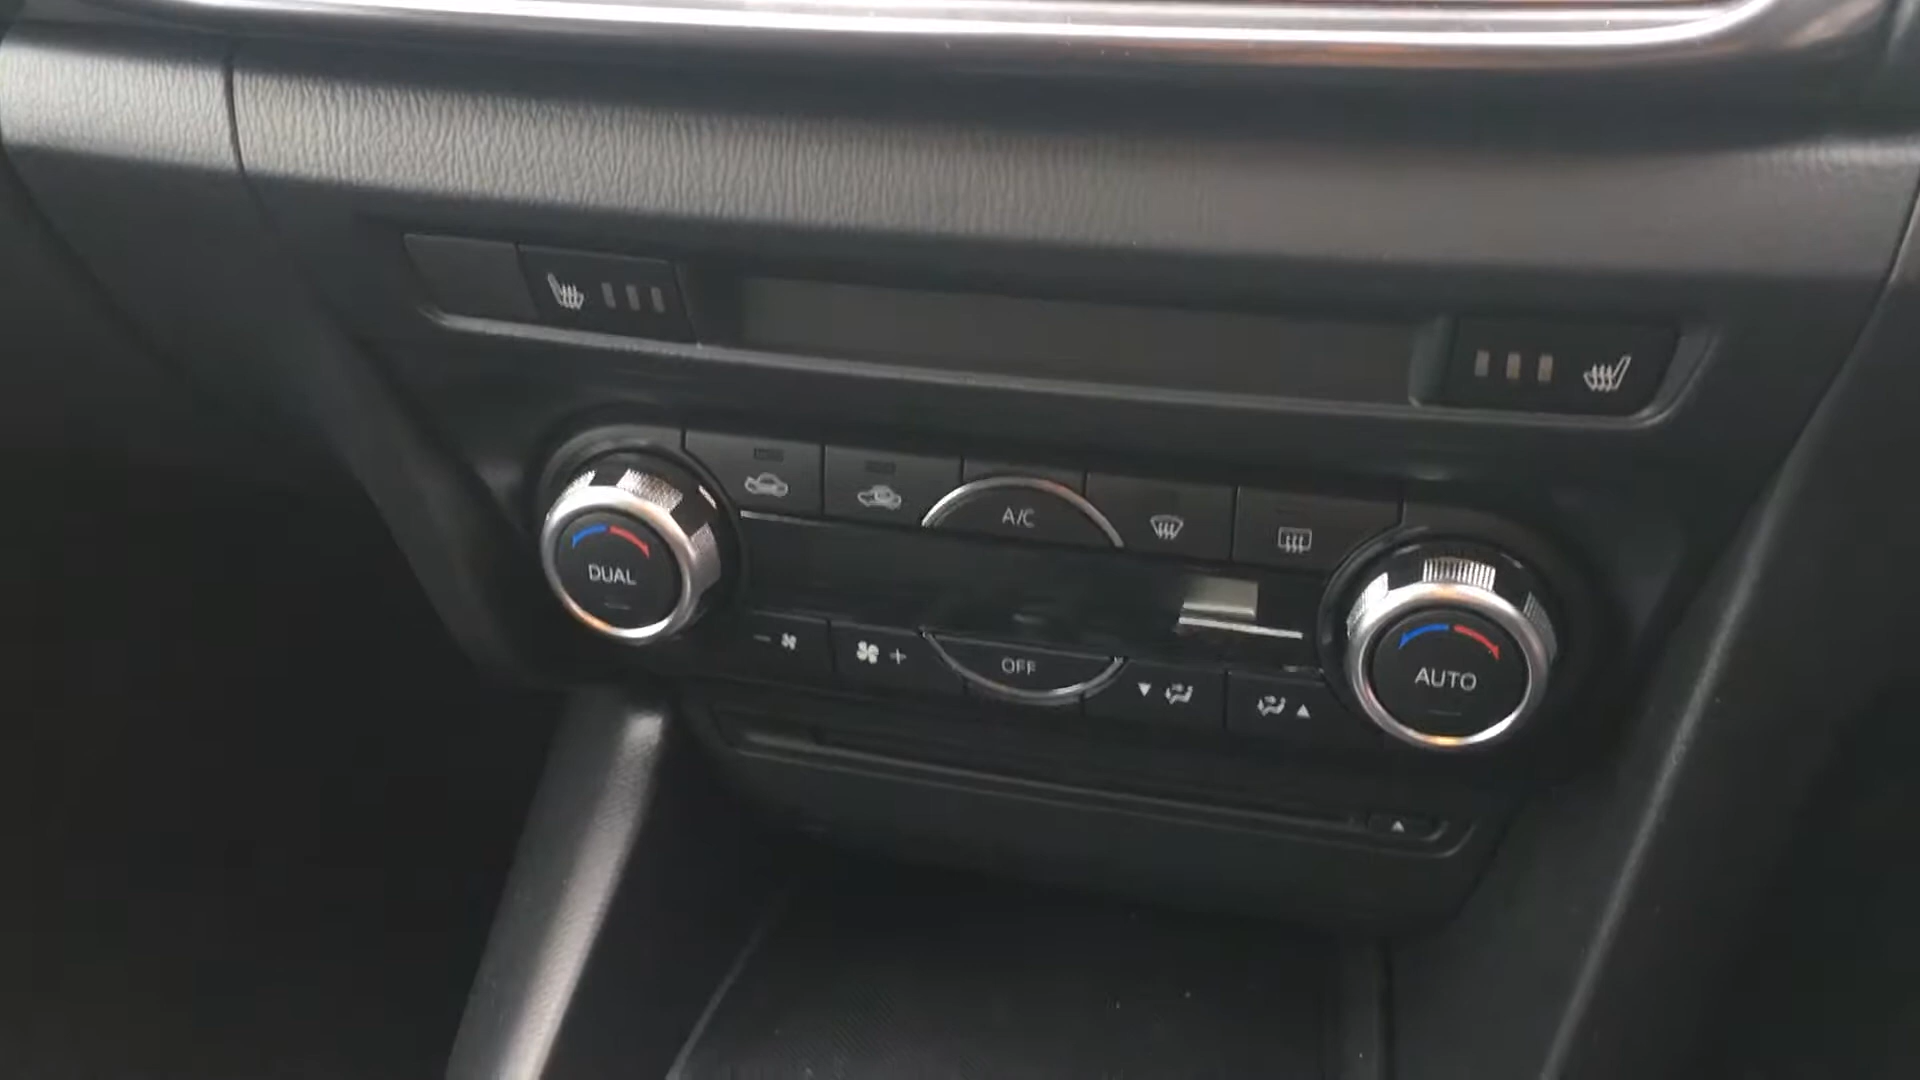 A/C
DUAL
- +
OFF
AUTO